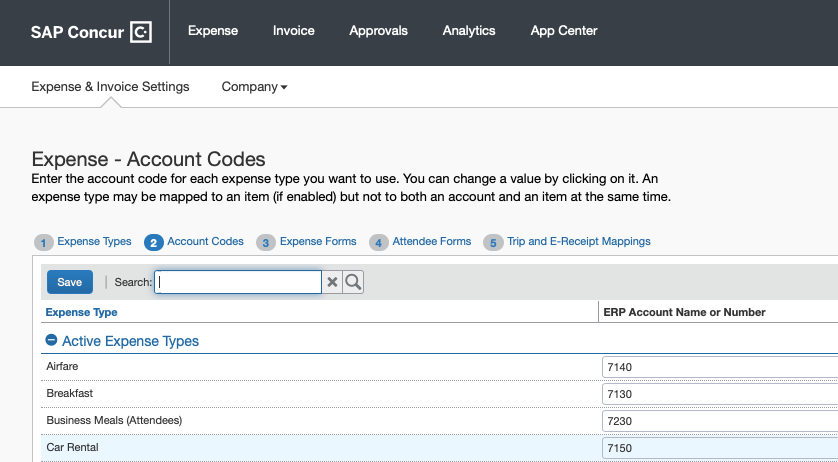 SAP Concur C Expense Invoice Approvals Analytics App Center
Expense & Invoice Settings Company
Expense - Account Codes
Enter the account code for each expense type you want to use. You can change a value by clicking on it. An
expense type may be mapped to an item (if enabled) but not to both an account and an item at the same time.
1 Expense Types 2 Account Codes 3 Expense Forms 4 Attendee Forms 5 Trip and E-Receipt Mappings
Save Search:
Expense Type ERP Account Name or Number
Active Expense Types
Airfare 7140
Breakfast 7130
Business Meals (Attendees) 7230
Car Rental 7150